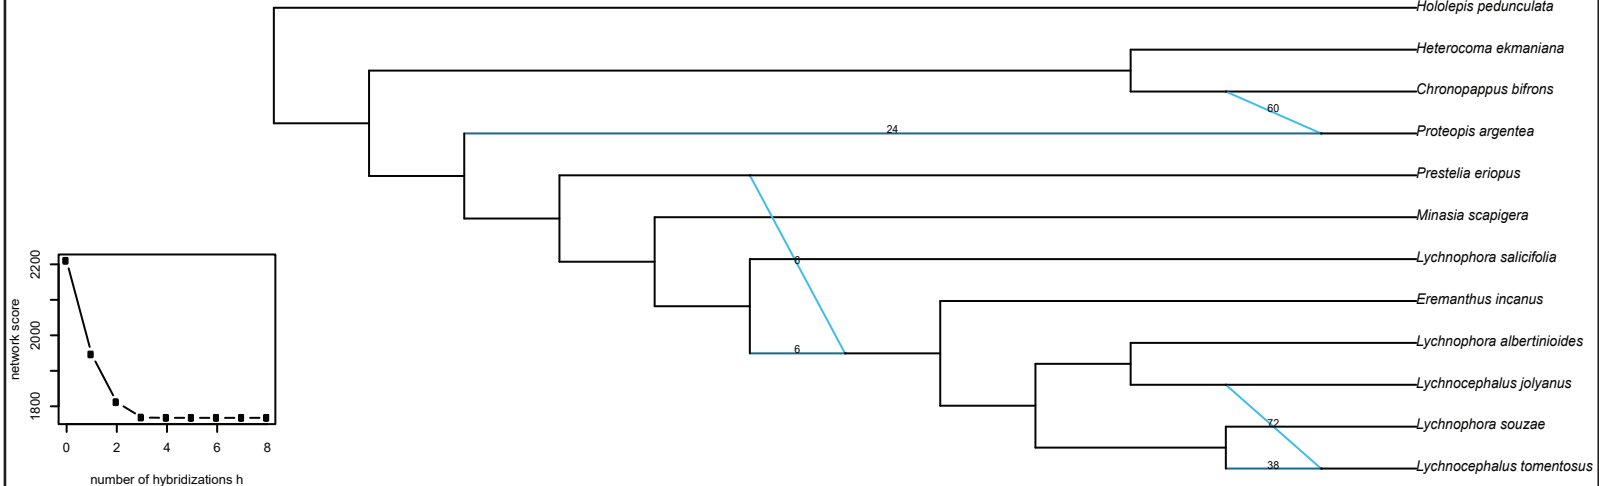 Hololepis pedunculata
Heterocoma ekmaniana
Chronopappus bifrons
60
24
Proteopis argentea
Prestelia eriopus
Minasia scapigera
Lychnophora salicifolia
6
Eremanthus incanus
Lychnophora albertinioides
Lychnocephalus jolyanus
72
Lychnophora souzae
38
Lychnocephalus tomentosus
2200
2000
1800
network score
0 2 4 6 8
number of hybridizations h